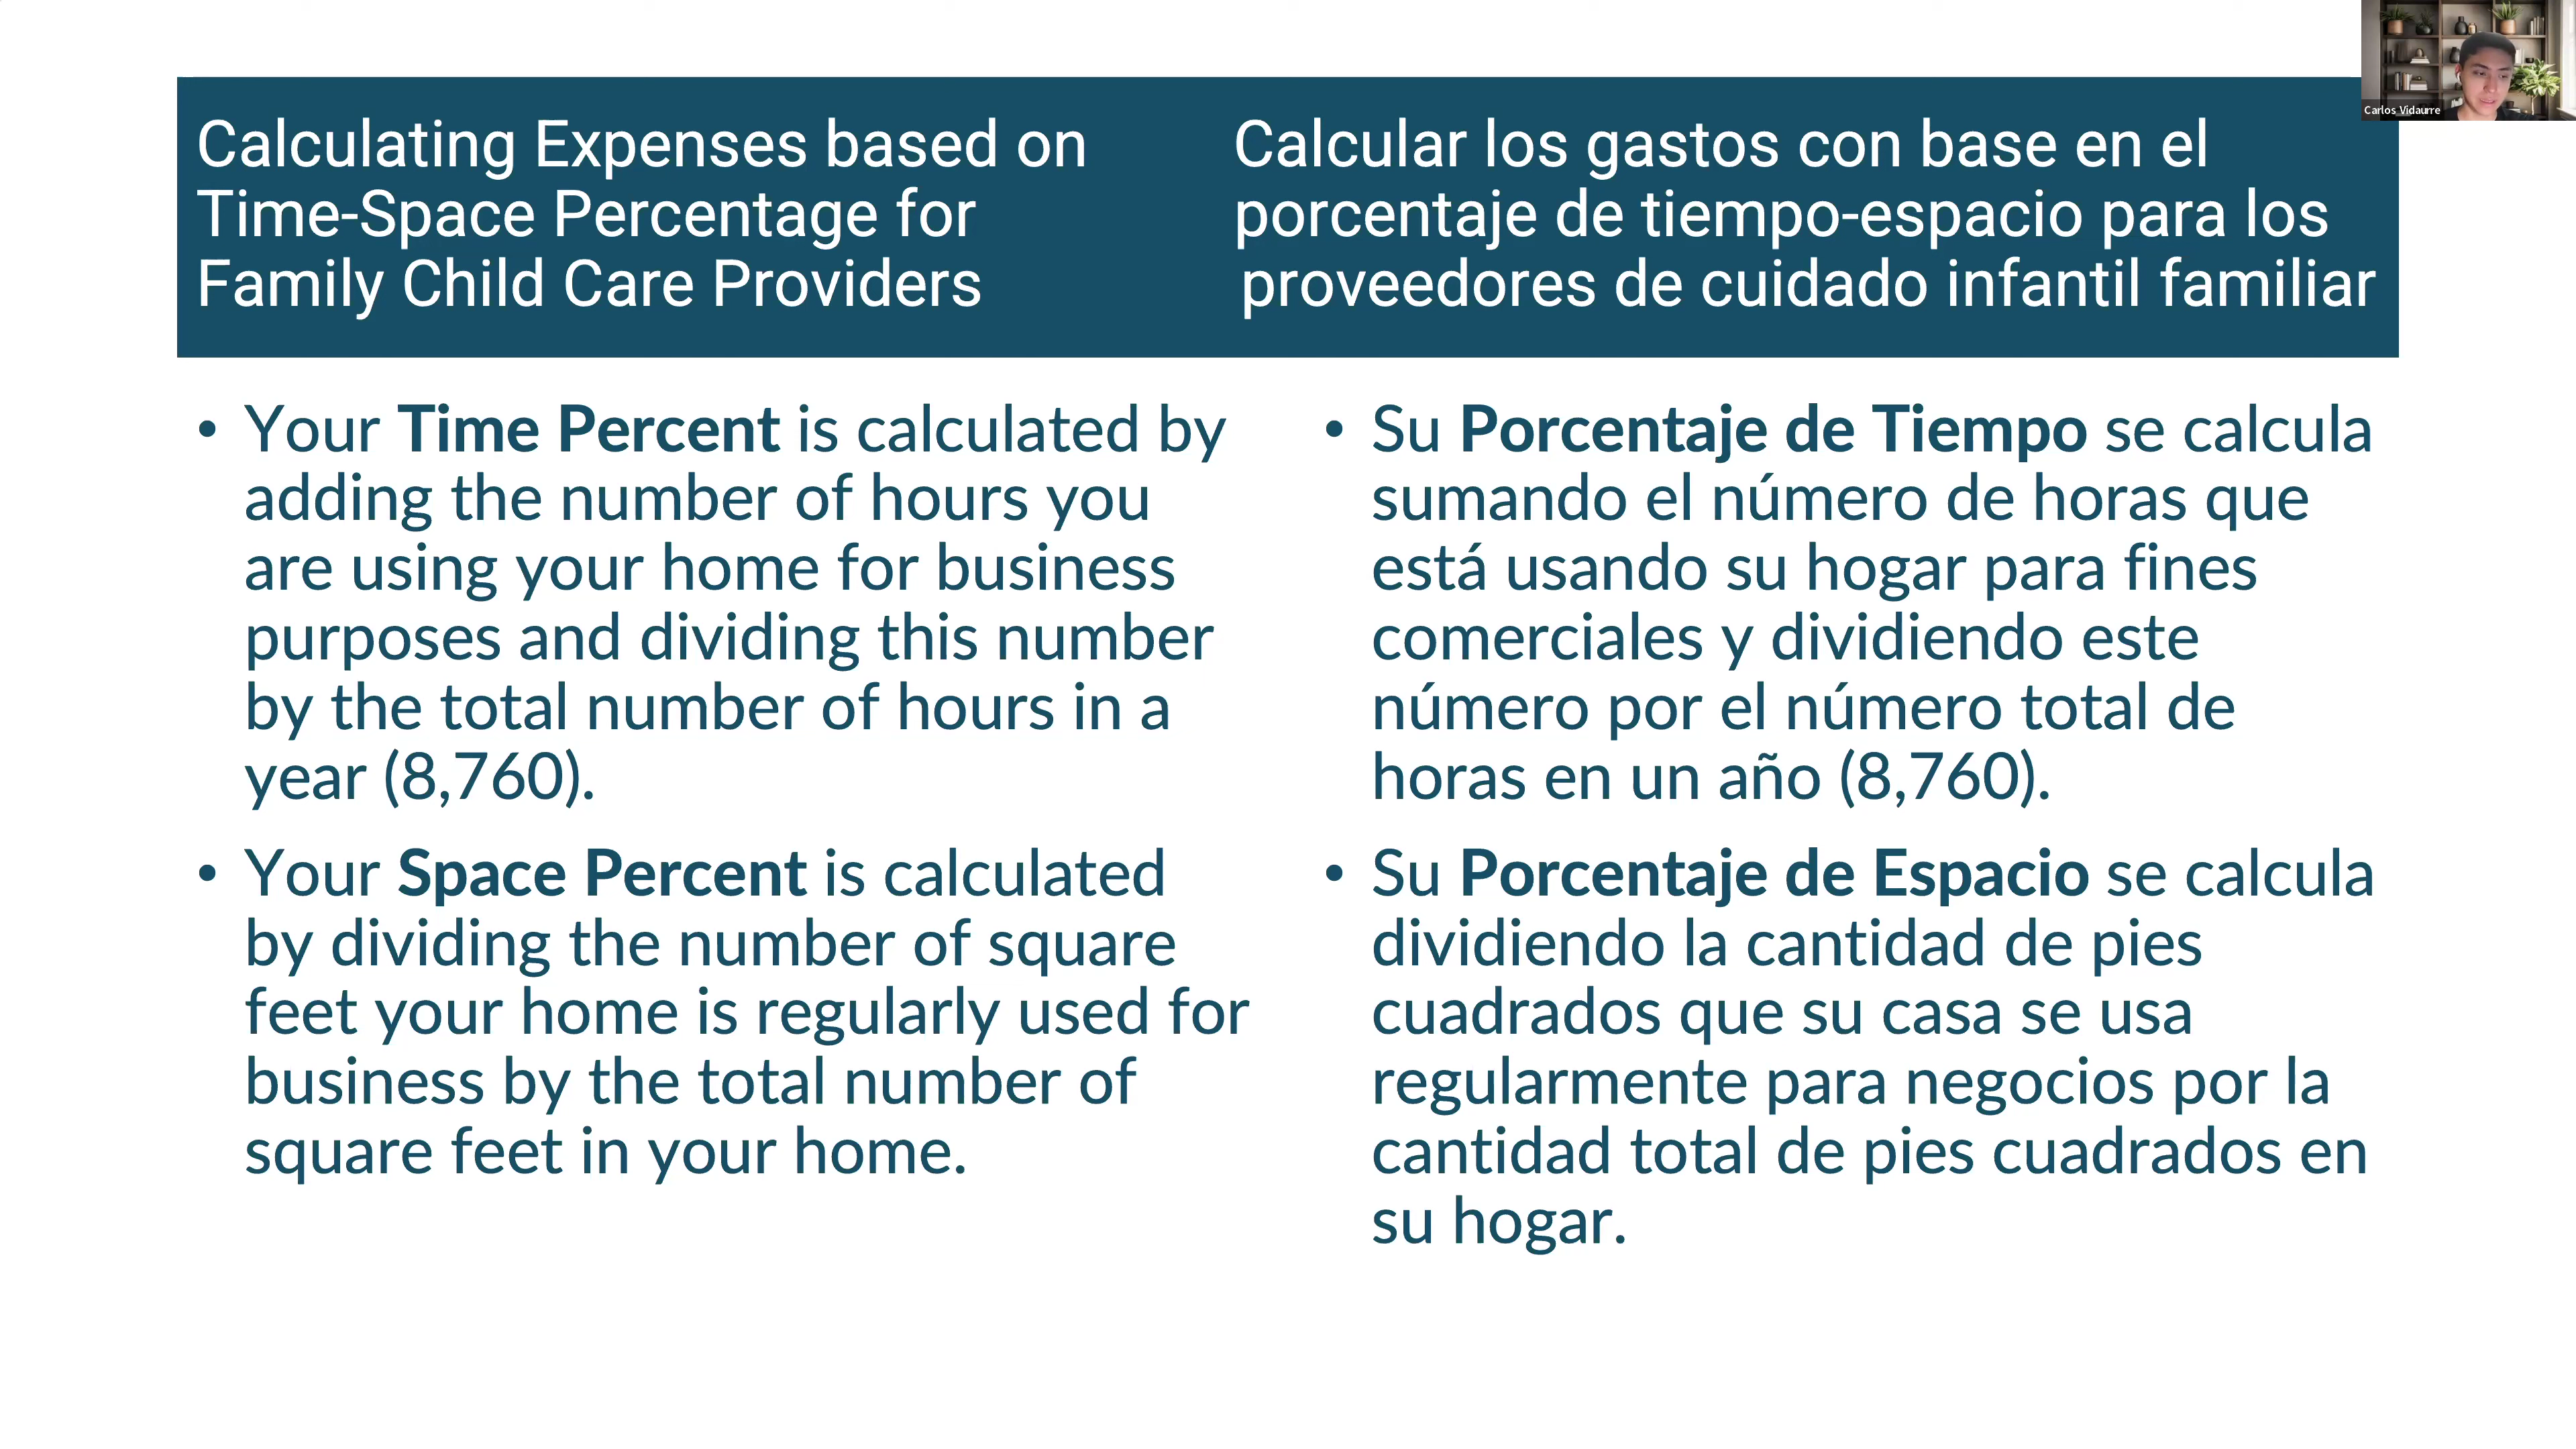 Calculating Expenses based on
Time-Space Percentage for
Family Child Care Providers
Calcular los gastos con base en el
porcentaje de tiempo-espacio para los
proveedores de cuidado infantil familiar
Carlos Vidaurre
• Your Time Percent is calculated by
adding the number of hours you
are using your home for business
purposes and dividing this number
by the total number of hours in a
year (8,760).
• Your Space Percent is calculated
by dividing the number of square
feet your home is regularly used for
business by the total number of
square feet in your home.
• Su Porcentaje de Tiempo se calcula
sumando el número de horas que
está usando su hogar para fines
comerciales y dividiendo este
número por el número total de
horas en un año (8,760).
• Su Porcentaje de Espacio se calcula
dividiendo la cantidad de pies
cuadrados que su casa se usa
regularmente para negocios por la
cantidad total de pies cuadrados en
su hogar.